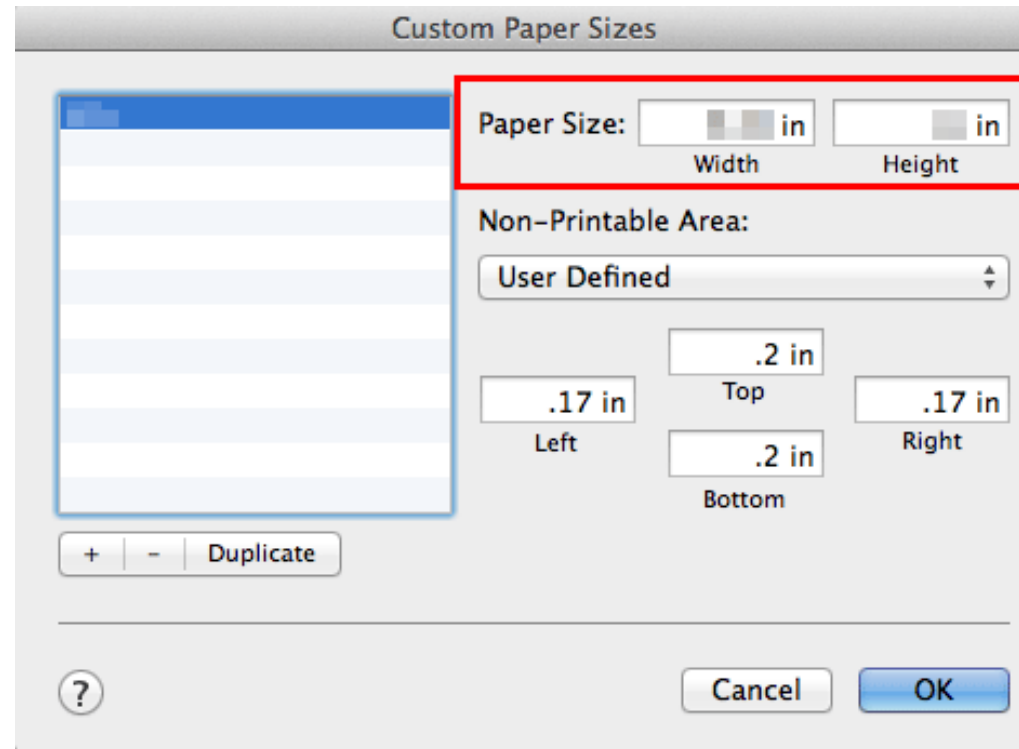 Custom Paper Sizes
Paper Size: in in
Width Height
Non-Printable Area:
User Defined
.2 in
Top
.17 in
Left
.17 in
Right
.2 in
Bottom
+ - Duplicate
? Cancel OK